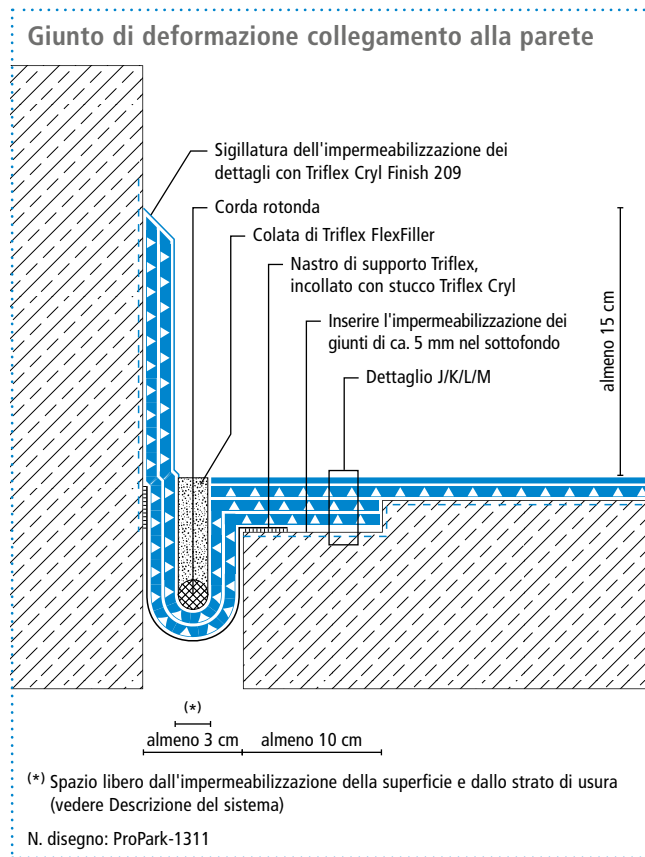 Giunto di deformazione collegamento alla parete
Sigillatura dell'impermeabilizzazione dei
dettagli con Triflex Cryl Finish 209
Corda rotonda
Colata di Triflex FlexFiller
Nastro di supporto Triflex,
incollato con stucco Triflex Cryl
Inserire l'impermeabilizzazione dei
giunti di ca. 5 mm nel sottofondo
Dettaglio J/K/L/M
almeno 15 cm
(*)
almeno 3 cm
almeno 10 cm
(*) Spazio libero dall'impermeabilizzazione della superficie e dallo strato di usura
(vedere Descrizione del sistema)
N. disegno: ProPark-1311